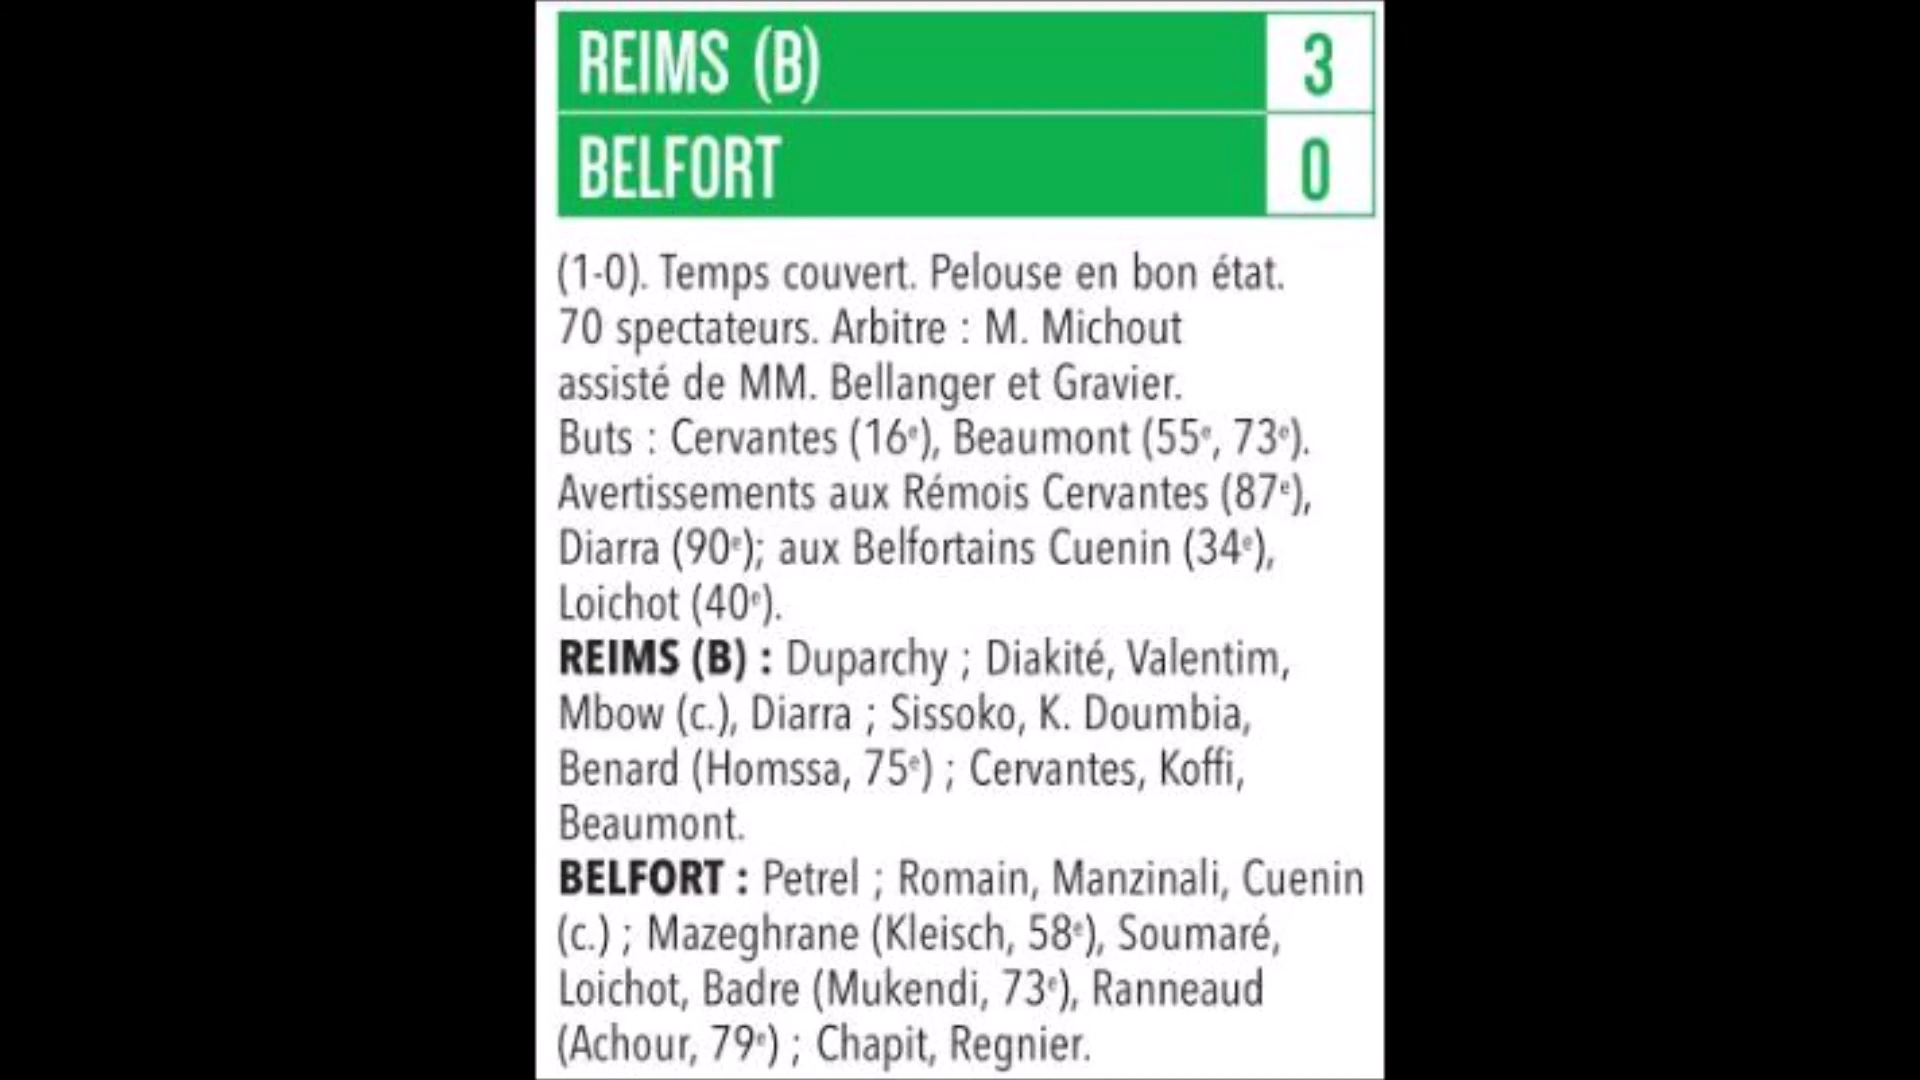 REIMS (B) 3
BELFORT 0
(1-0). Temps couvert. Pelouse en bon état.
70 spectateurs. Arbitre : M. Michout
assisté de MM. Bellanger et Gravier.
Buts : Cervantes (16e), Beaumont (55e, 73e).
Avertissements aux Rémois Cervantes (87e),
Diarra (90e); aux Belfortains Cuenin (34e),
Loichot (40e).
REIMS (B) : Duparchy ; Diakité, Valentim,
Mbow (c.), Diarra ; Sissoko, K. Doumbia,
Benard (Homssa, 75e) ; Cervantes, Koffi,
Beaumont.
BELFORT : Petrel ; Romain, Manzinali, Cuenin
(c.) ; Mazeghrane (Kleisch, 58e), Soumaré,
Loichot, Badre (Mukendi, 73e), Ranneaud
(Achour, 79e) ; Chapit, Regnier.